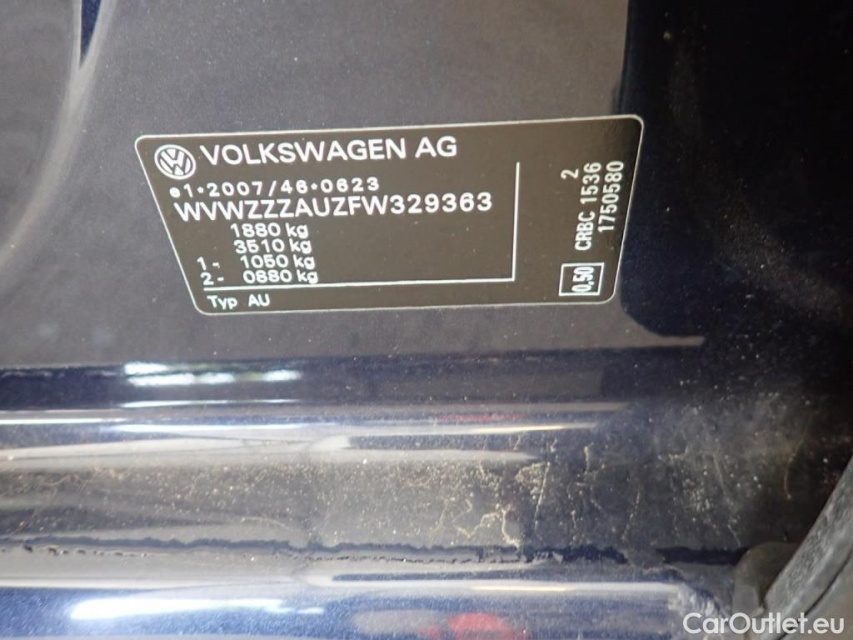 VOLKSWAGEN AG
e1*2007/46*0623
WVWZZZAUZFW329363
1880 kg
3510 kg
1- 1050 kg
2- 0880 kg
Typ AU
2
CRBC 1536
1750580
0.50
CarOutlet.eu